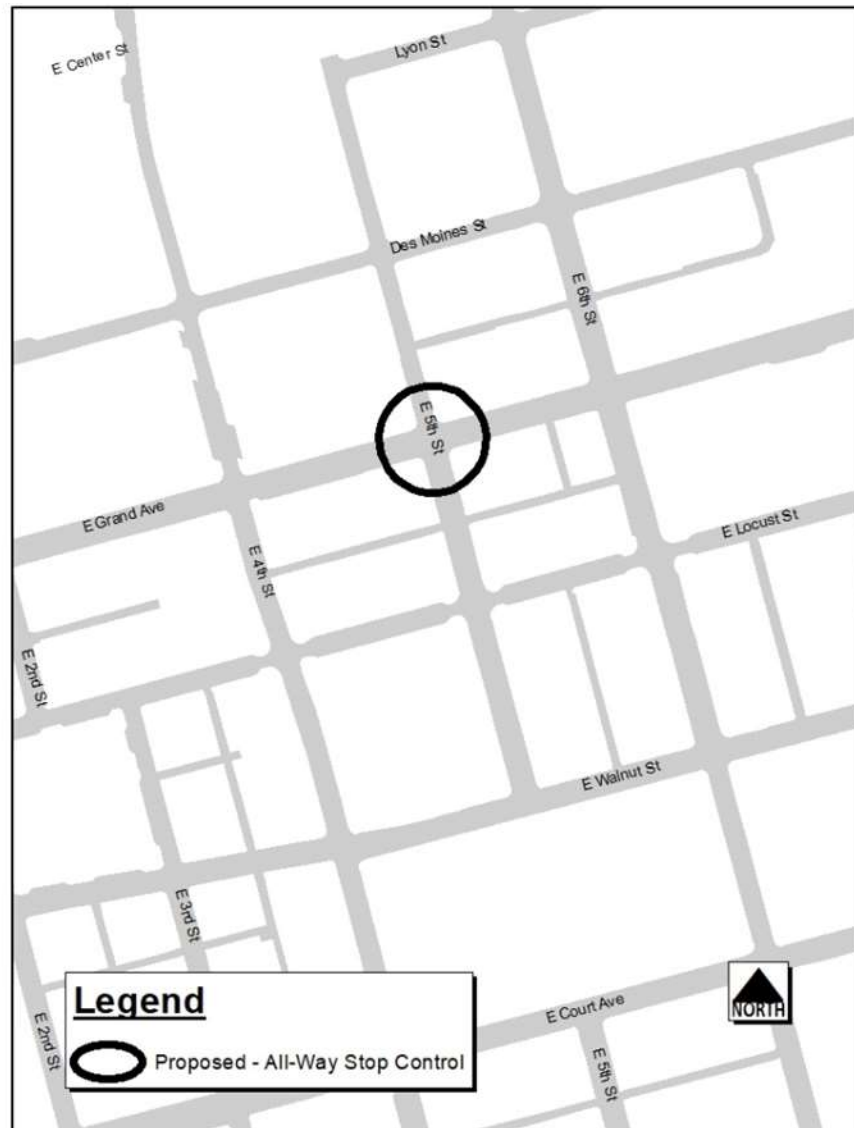 Lyon St
E Center St
Des Moines St
E 6th St
E 5th St
E Grand Ave
E Locust St
E 4th St
E 2nd St
E Walnut St
E 3rd St
E 2nd St
E Court Ave
E 5th St
NORTH
Legend
Proposed - All-Way Stop Control